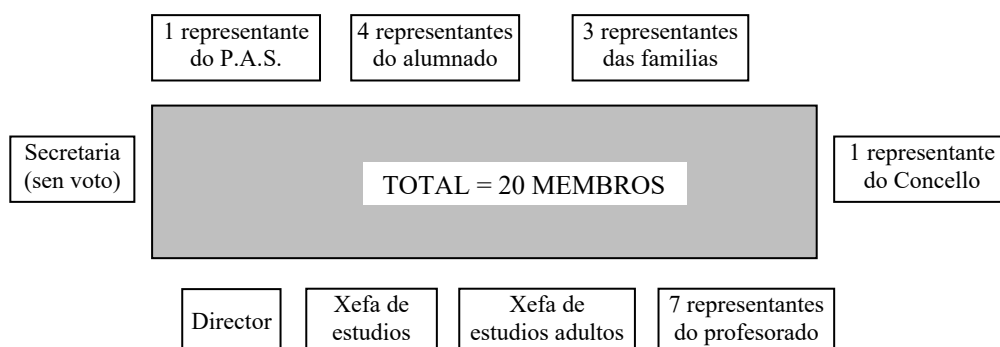 1 representante
do P.A.S.
4 representantes
do alumnado
3 representantes
das familias
Secretaria
(sen voto)
TOTAL = 20 MEMBROS
1 representante
do Concello
Director
Xefa de
estudios
Xefa de
estudios adultos
7 representantes
do profesorado